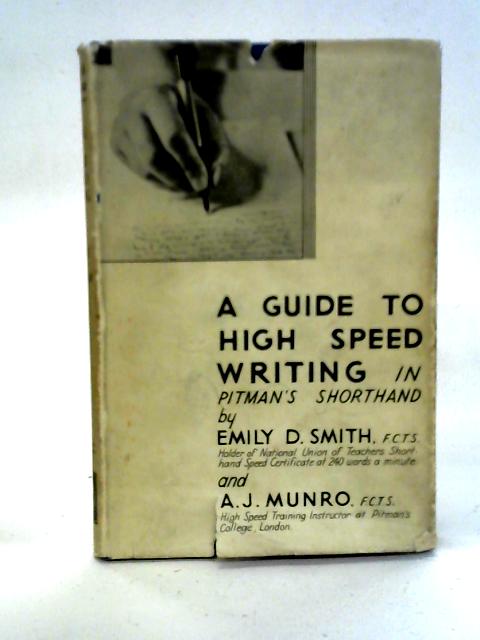 A GUIDE TO
HIGH SPEED
WRITING IN
PITMAN'S SHORTHAND
by
EMILY D. SMITH, F.C.T.S.
Holder of National Union of Teachers Short-
hand Speed Certificate at 240 words a minute
and
A.J. MUNRO, F.C.T.S.
High Speed Training Instructor at Pitman's
College, London.